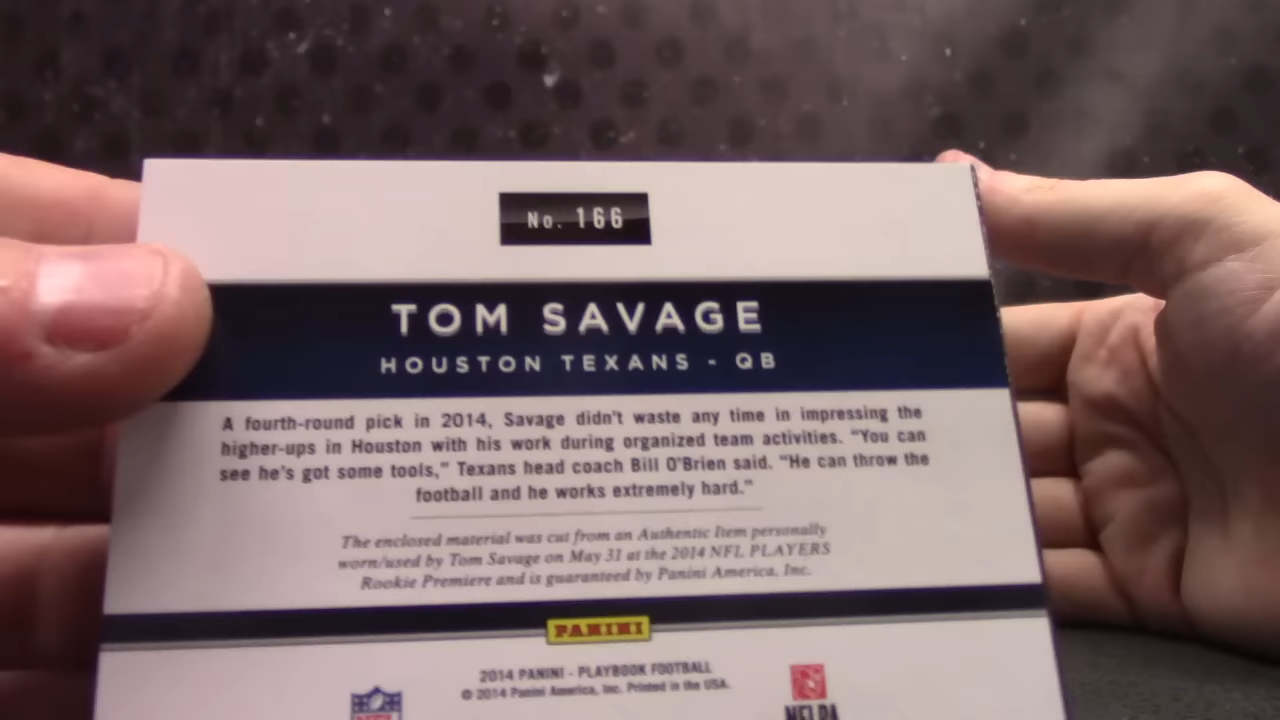 No. 166
TOM SAVAGE
HOUSTON TEXANS - QB
A fourth-round pick in 2014, Savage didn't waste any time in impressing the
higher-ups in Houston with his work during organized team activities. "You can
see he's got some tools," Texans head coach Bill O'Brien said. "He can throw the
football and he works extremely hard."
The enclosed material was cut from an Authentic Item personally
worn/used by Tom Savage on May 31 at the 2014 NFL PLAYERS
Rookie Premiere and is guaranteed by Panini America, Inc.
PANINI
2014 PANINI - PLAYBOOK FOOTBALL
© 2014 Panini America, Inc. Printed in the USA.
NFL
NFLPA